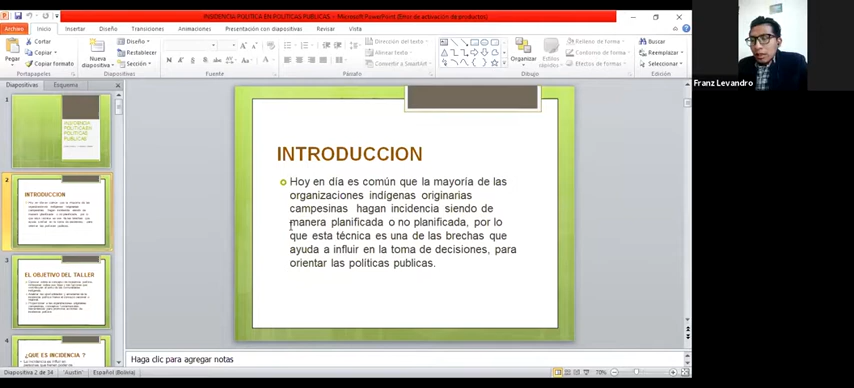 INSIDENCIA POLITICA EN POLITICAS PUBLICAS - Microsoft PowerPoint (Error de activación de productos)
Archivo Inicio Insertar Diseño Transiciones Animaciones Presentación con diapositivas Revisar Vista
Pegar
Cortar
Copiar
Copiar formato
Portapapeles
Nueva diapositiva
Diseño
Restablecer
Sección
Diapositivas
Fuente
Dirección del texto
Alinear texto
Convertir a SmartArt
Párrafo
Organizar
Estilos rápidos
Relleno de forma
Contorno de forma
Efectos de formas
Dibujo
Buscar
Reemplazar
Seleccionar
Edición
Franz Levandro
Diapositivas Esquema
1
2
INTRODUCCION
3
EL OBJETIVO DEL TALLER
4
¿QUE ES INCIDENCIA ?
INTRODUCCION
Hoy en día es común que la mayoría de las
organizaciones indígenas originarias
campesinas hagan incidencia siendo de
manera planificada o no planificada, por lo
que esta técnica es una de las brechas que
ayuda a influir en la toma de decisiones, para
orientar las políticas publicas.
Haga clic para agregar notas
Diapositiva 2 de 34 "Austin" Español (Bolivia) 70%